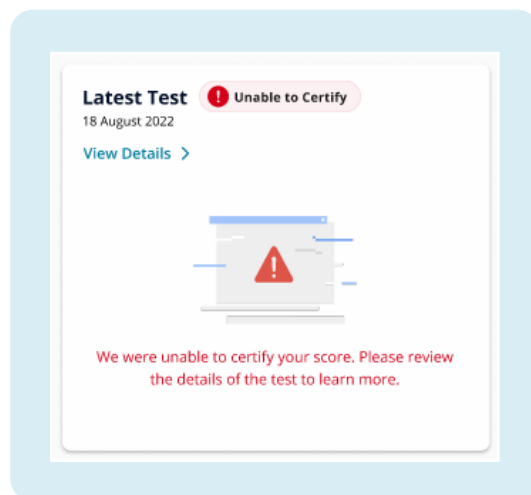 Latest Test
Unable to Certify
18 August 2022
View Details
We were unable to certify your score. Please review
the details of the test to learn more.